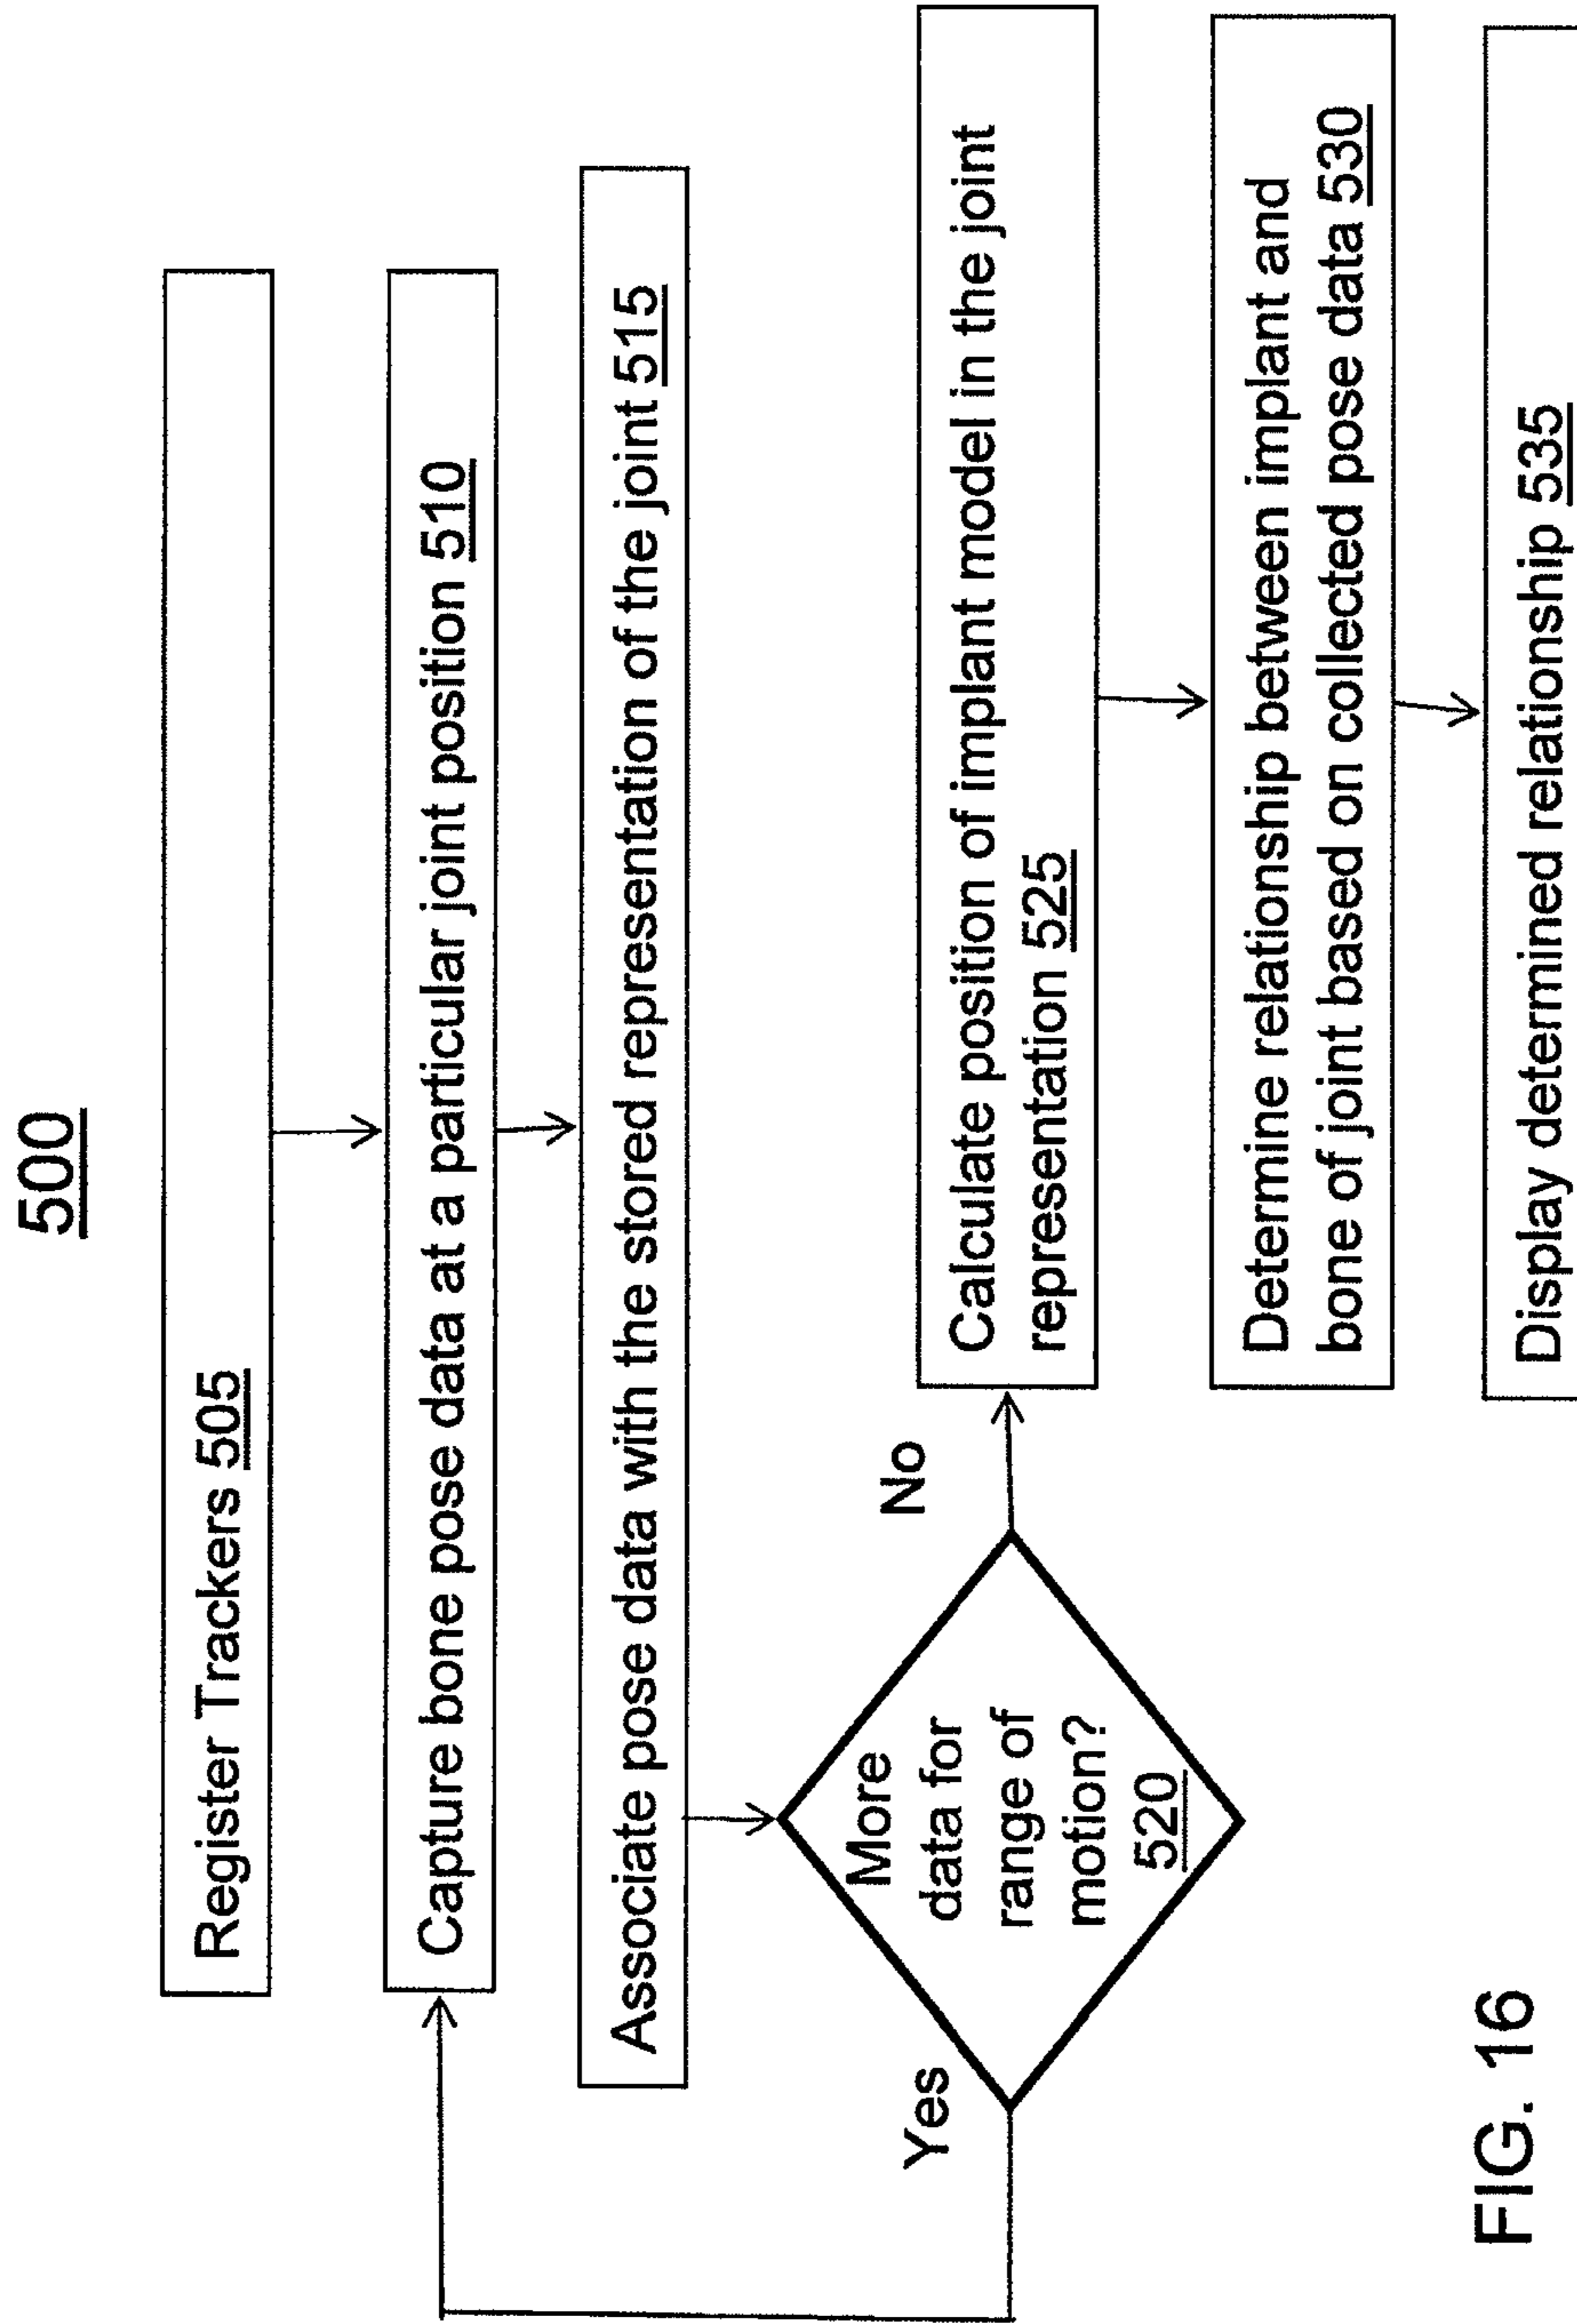 500
Register Trackers 505
Capture bone pose data at a particular joint position 510
Associate pose data with the stored representation of the joint 515
More
data for
range of
motion?
520
Yes
No
Calculate position of implant model in the joint
representation 525
Determine relationship between implant and
bone of joint based on collected pose data 530
Display determined relationship 535
FIG. 16